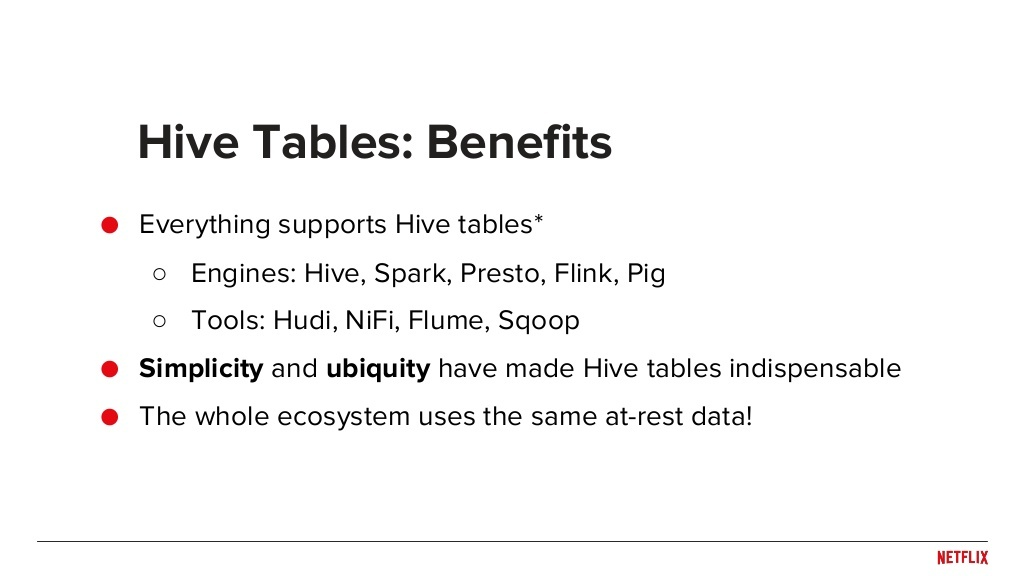 Hive Tables: Benefits
● Everything supports Hive tables*
○ Engines: Hive, Spark, Presto, Flink, Pig
○ Tools: Hudi, NiFi, Flume, Sqoop
● Simplicity and ubiquity have made Hive tables indispensable
● The whole ecosystem uses the same at-rest data!
NETFLIX